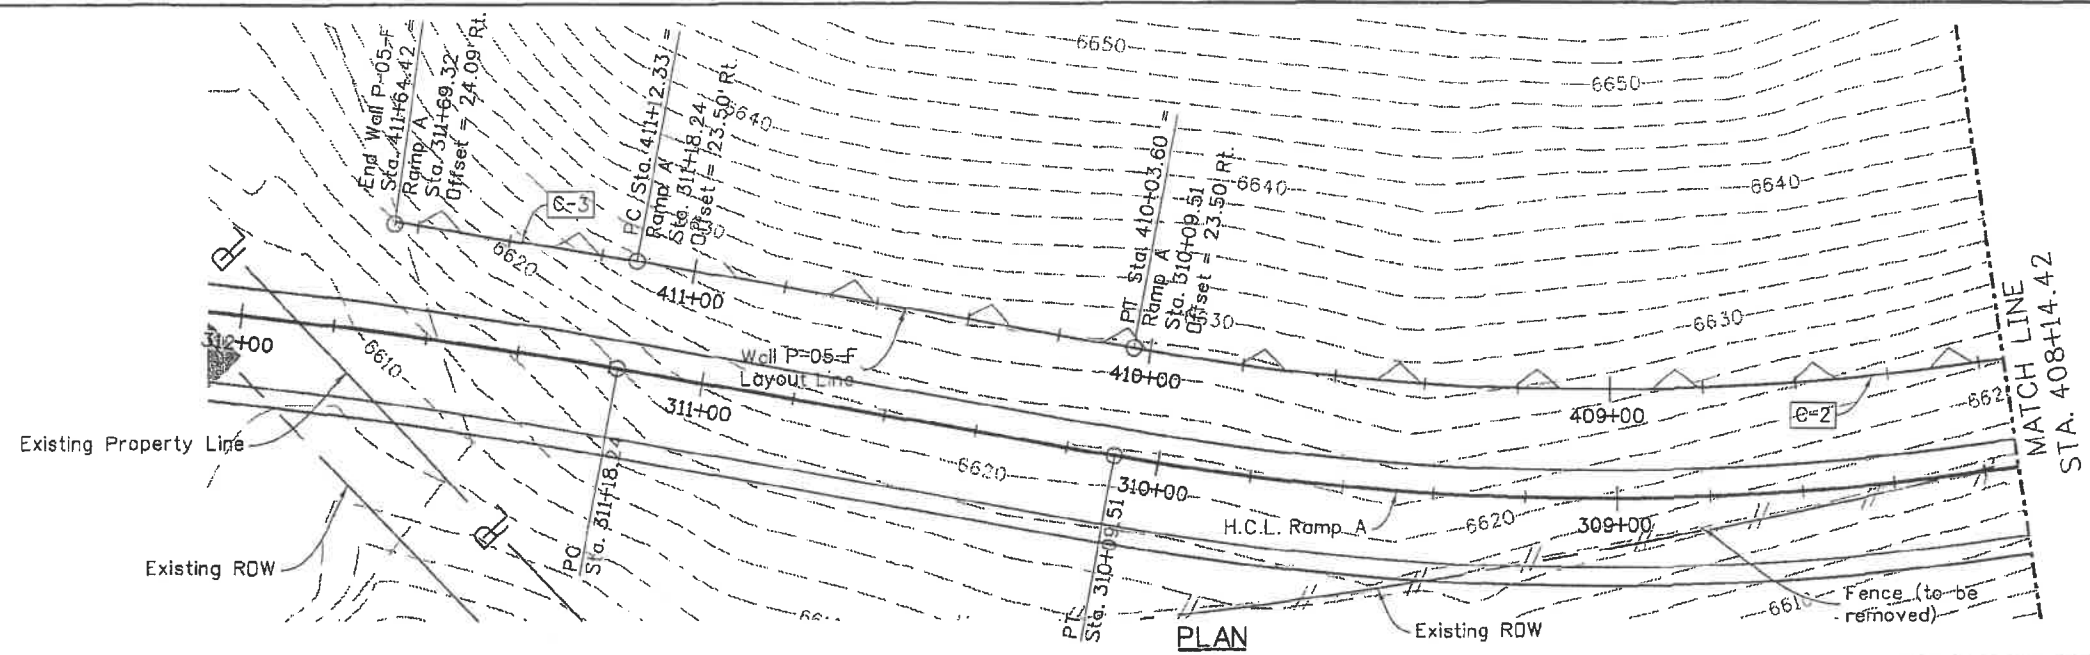 6650
6650
6640
6640
6640
6630
6630
End Wall P-05-F
Sta. 411+64.42 =
Ramp A
Sta. 311+69.32
Offset = 24.09' Rt.
PC Sta. 411+12.33 =
Ramp A
Sta. 311+18.24
Offset = 23.50' Rt.
PT Sta. 410+03.60 =
Ramp A
Sta. 310+09.51
Offset = 23.50' Rt.
C-3
6620
411+00
Wall P-05-F
Layout Line
410+00
409+00
C-2
MATCH LINE
STA. 408+14.42
PL
312+00
6610
311+00
6620
310+00
H.C.L. Ramp A
6620
309+00
Existing Property Line
Existing ROW
PL
PC
Sta. 311+18.24
PT
Sta. 310+09.51
Existing ROW
Fence (to be
removed)
PLAN